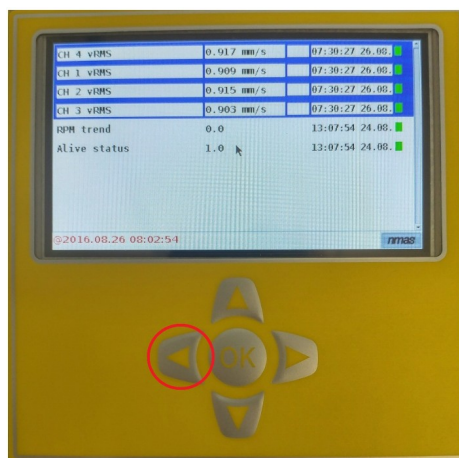 CH 4 vRMS 0.917 mm/s 07:30:27 26.08.
CH 1 vRMS 0.909 mm/s 07:30:27 26.08.
CH 2 vRMS 0.915 mm/s 07:30:27 26.08.
CH 3 vRMS 0.903 mm/s 07:30:27 26.08.
RPM trend 0.0 13:07:54 24.08.
Alive status 1.0 13:07:54 24.08.
@2016.08.26 08:02:54 nmas
OK